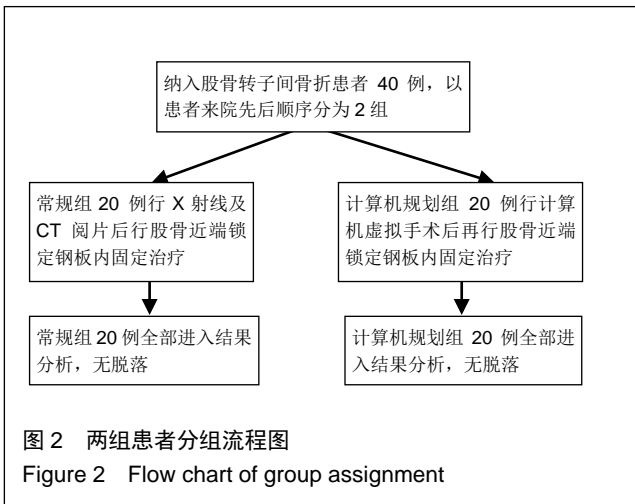 纳入股骨转子间骨折患者 40 例，以
患者来院先后顺序分为 2 组
常规组 20 例行 X 射线及
CT 阅片后行股骨近端锁
定钢板内固定治疗
计算机规划组 20 例行计算
机虚拟手术后再行股骨近端
锁定钢板内固定治疗
常规组 20 例全部进入结果
分析，无脱落
计算机规划组 20 例全部进
入结果分析，无脱落
图 2 两组患者分组流程图
Figure 2 Flow chart of group assignment